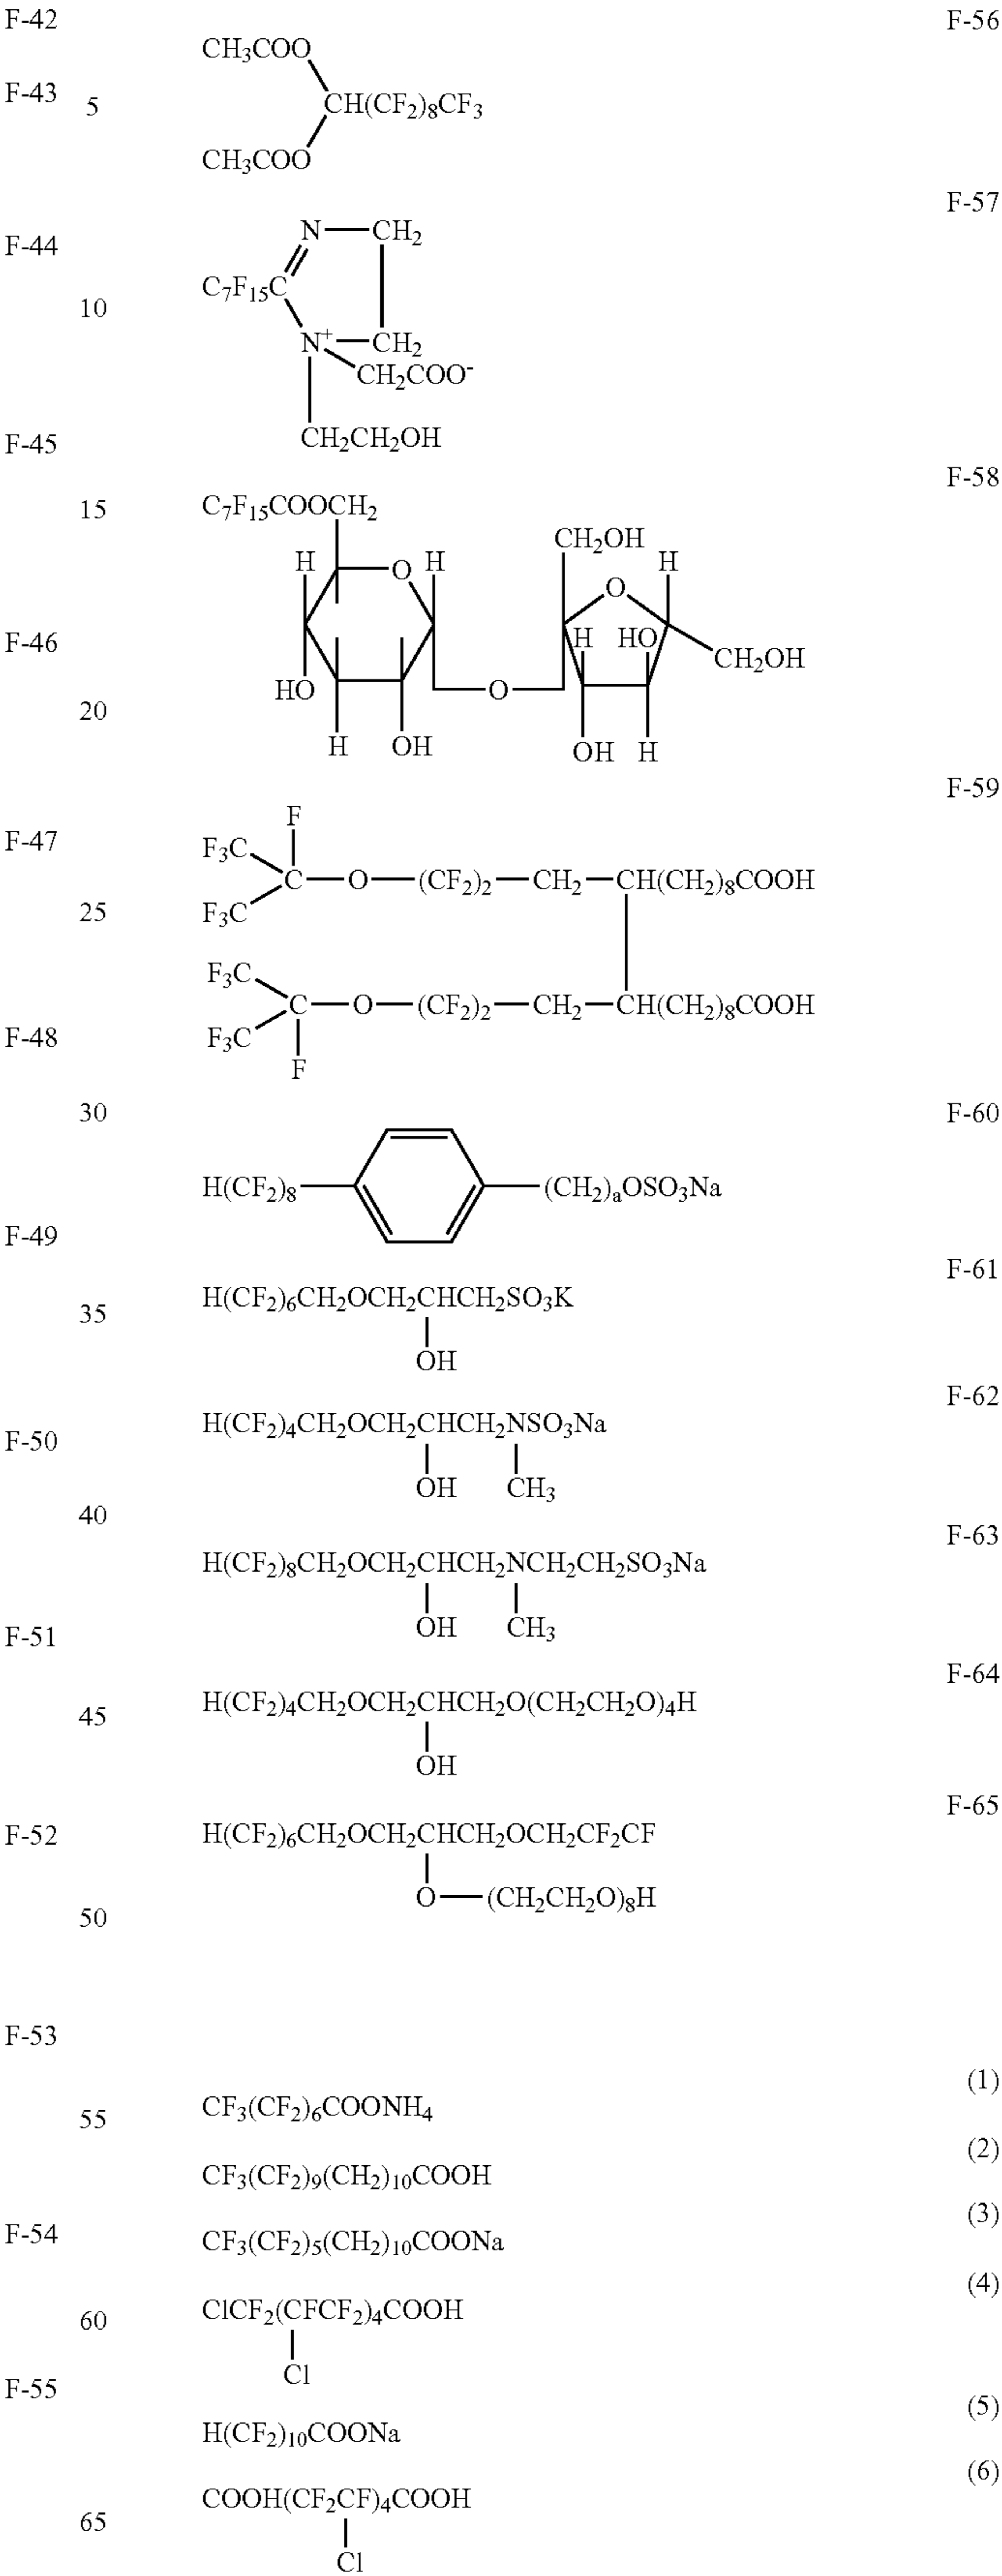 F-42 F-56
CH₃COO
F-43 5 CH(CF₂)₈CF₃
CH₃COO
F-57
N CH₂
F-44
C₇F₁₅C
10
N⁺ CH₂
CH₂COO⁻
CH₂CH₂OH
F-45
F-58
15 C₇F₁₅COOCH₂
CH₂OH
H O H H
O
F-46 H HO
CH₂OH
HO O
20
H OH OH H
F-59
F
F-47 F₃C
C O (CF₂)₂ CH₂ CH(CH₂)₈COOH
25 F₃C
F₃C
C O (CF₂)₂ CH₂ CH(CH₂)₈COOH
F-48 F₃C
F
30 F-60
H(CF₂)₈ (CH₂)ₐOSO₃Na
F-49
F-61
35 H(CF₂)₆CH₂OCH₂CHCH₂SO₃K
OH
F-62
F-50 H(CF₂)₄CH₂OCH₂CHCH₂NSO₃Na
OH CH₃
40
F-63
H(CF₂)₈CH₂OCH₂CHCH₂NCH₂CH₂SO₃Na
OH CH₃
F-51
F-64
45 H(CF₂)₄CH₂OCH₂CHCH₂O(CH₂CH₂O)₄H
OH
F-65
F-52 H(CF₂)₆CH₂OCH₂CHCH₂OCH₂CF₂CF
O (CH₂CH₂O)₈H
50
F-53
(1)
55 CF₃(CF₂)₆COONH₄
(2)
CF₃(CF₂)₉(CH₂)₁₀COOH
(3)
F-54 CF₃(CF₂)₅(CH₂)₁₀COONa
(4)
60 ClCF₂(CFCF₂)₄COOH
Cl
F-55
(5)
H(CF₂)₁₀COONa
(6)
COOH(CF₂CF)₄COOH
65
Cl